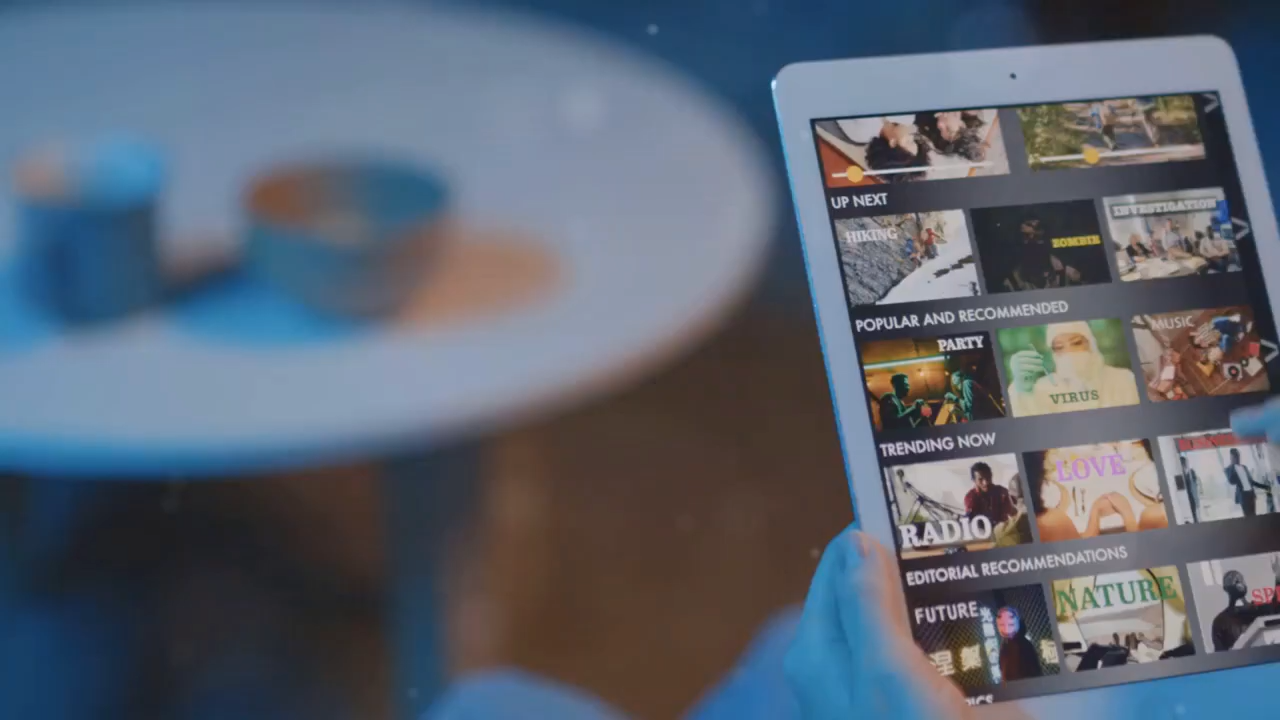 UP NEXT
HIKING
ZOMBIE
INVESTIGATION
POPULAR AND RECOMMENDED
PARTY
VIRUS
MUSIC
TRENDING NOW
RADIO
LOVE
EDITORIAL RECOMMENDATIONS
FUTURE
NATURE